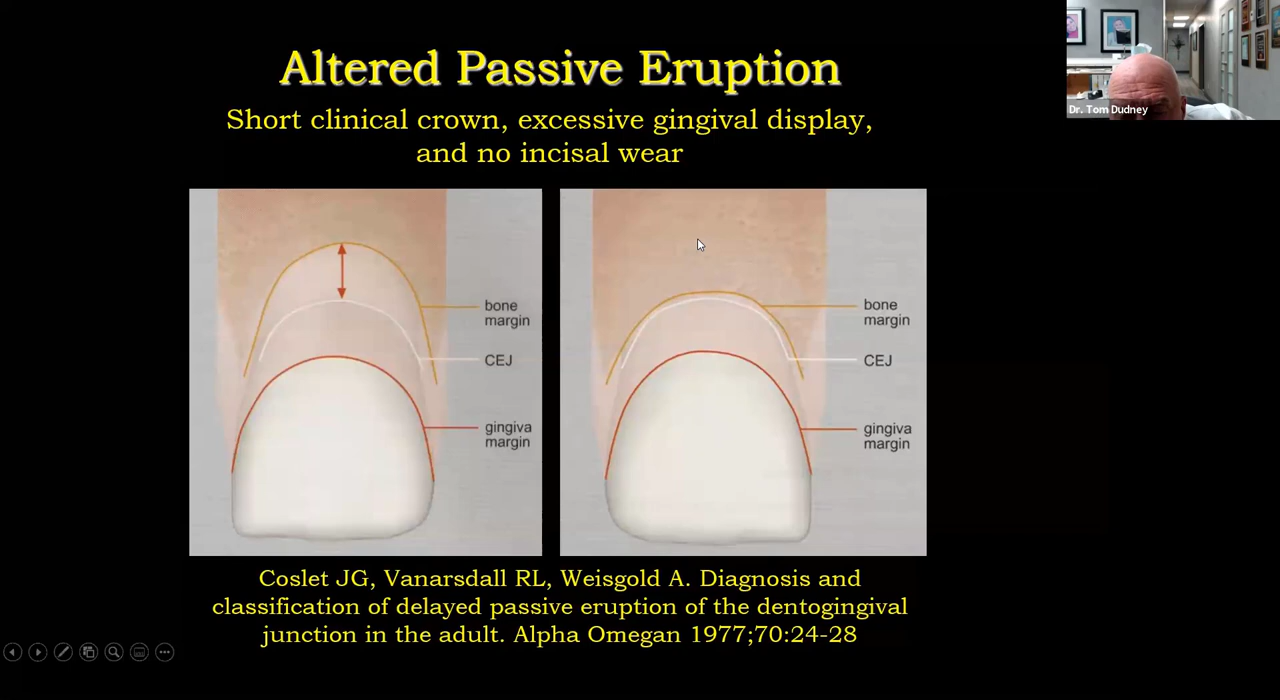 Altered Passive Eruption
Short clinical crown, excessive gingival display,
and no incisal wear
Dr. Tom Dudney
bone
margin
CEJ
gingiva
margin
bone
margin
CEJ
gingiva
margin
Coslet JG, Vanarsdall RL, Weisgold A. Diagnosis and
classification of delayed passive eruption of the dentogingival
junction in the adult. Alpha Omegan 1977;70:24-28